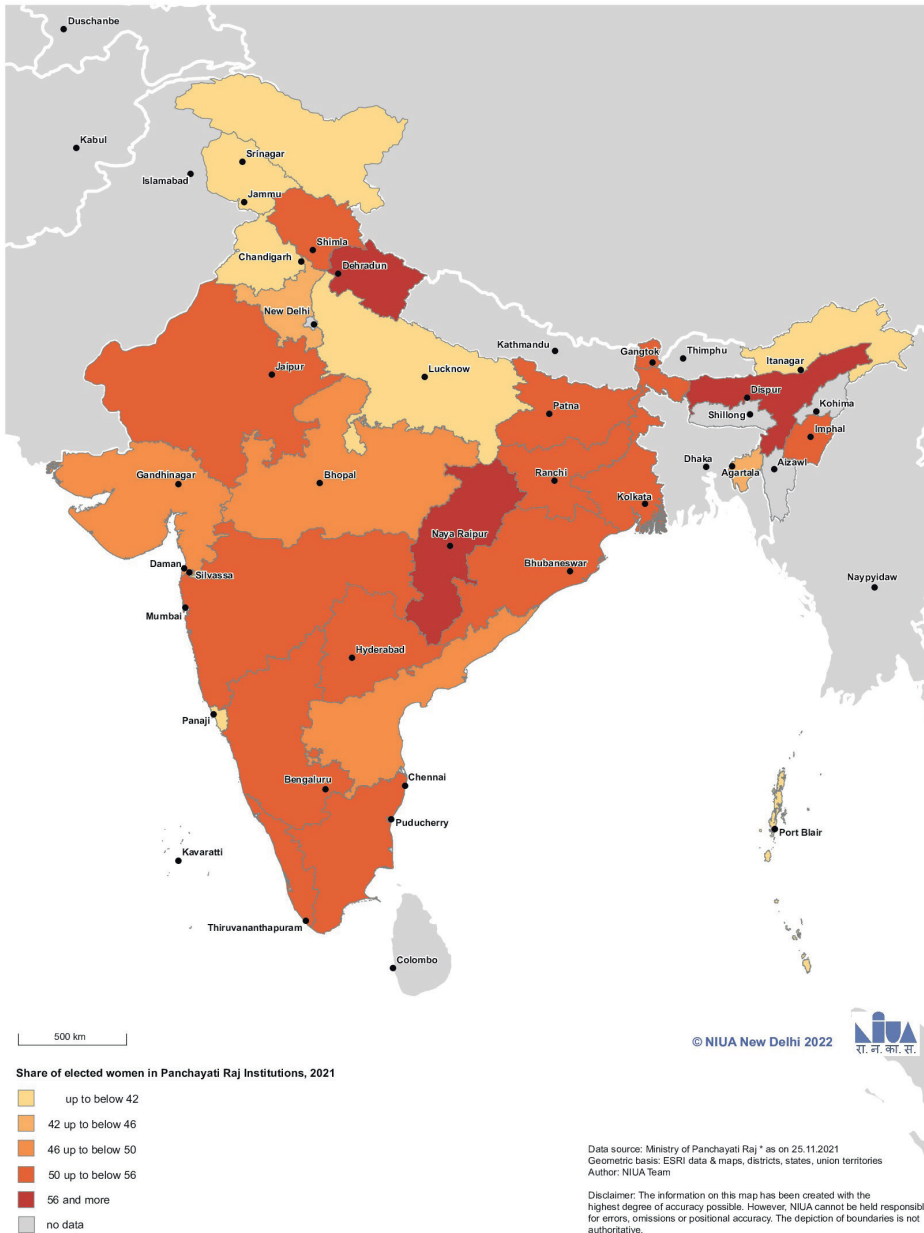 Duschanbe
Kabul
Srinagar
Islamabad
Jammu
Shimla
Chandigarh
Dehradun
New Delhi
Kathmandu
Gangtok
Thimphu
Itanagar
Jaipur
Lucknow
Dispur
Patna
Kohima
Shillong
Imphal
Gandhinagar
Bhopal
Ranchi
Dhaka
Agartala
Aizawl
Kolkata
Naya Raipur
Daman
Silvassa
Bhubaneswar
Naypyidaw
Mumbai
Hyderabad
Panaji
Bengaluru
Chennai
Puducherry
Port Blair
Kavaratti
Thiruvananthapuram
Colombo
500 km
© NIUA New Delhi 2022
NIUA
रा. न. का. सं.
Share of elected women in Panchayati Raj Institutions, 2021
up to below 42
42 up to below 46
46 up to below 50
50 up to below 56
56 and more
no data
Data source: Ministry of Panchayati Raj * as on 25.11.2021
Geometric basis: ESRI data & maps, districts, states, union territories
Author: NIUA Team
Disclaimer: The information on this map has been created with the
highest degree of accuracy possible. However, NIUA cannot be held responsibl
for errors, omissions or positional accuracy. The depiction of boundaries is not
authoritative.